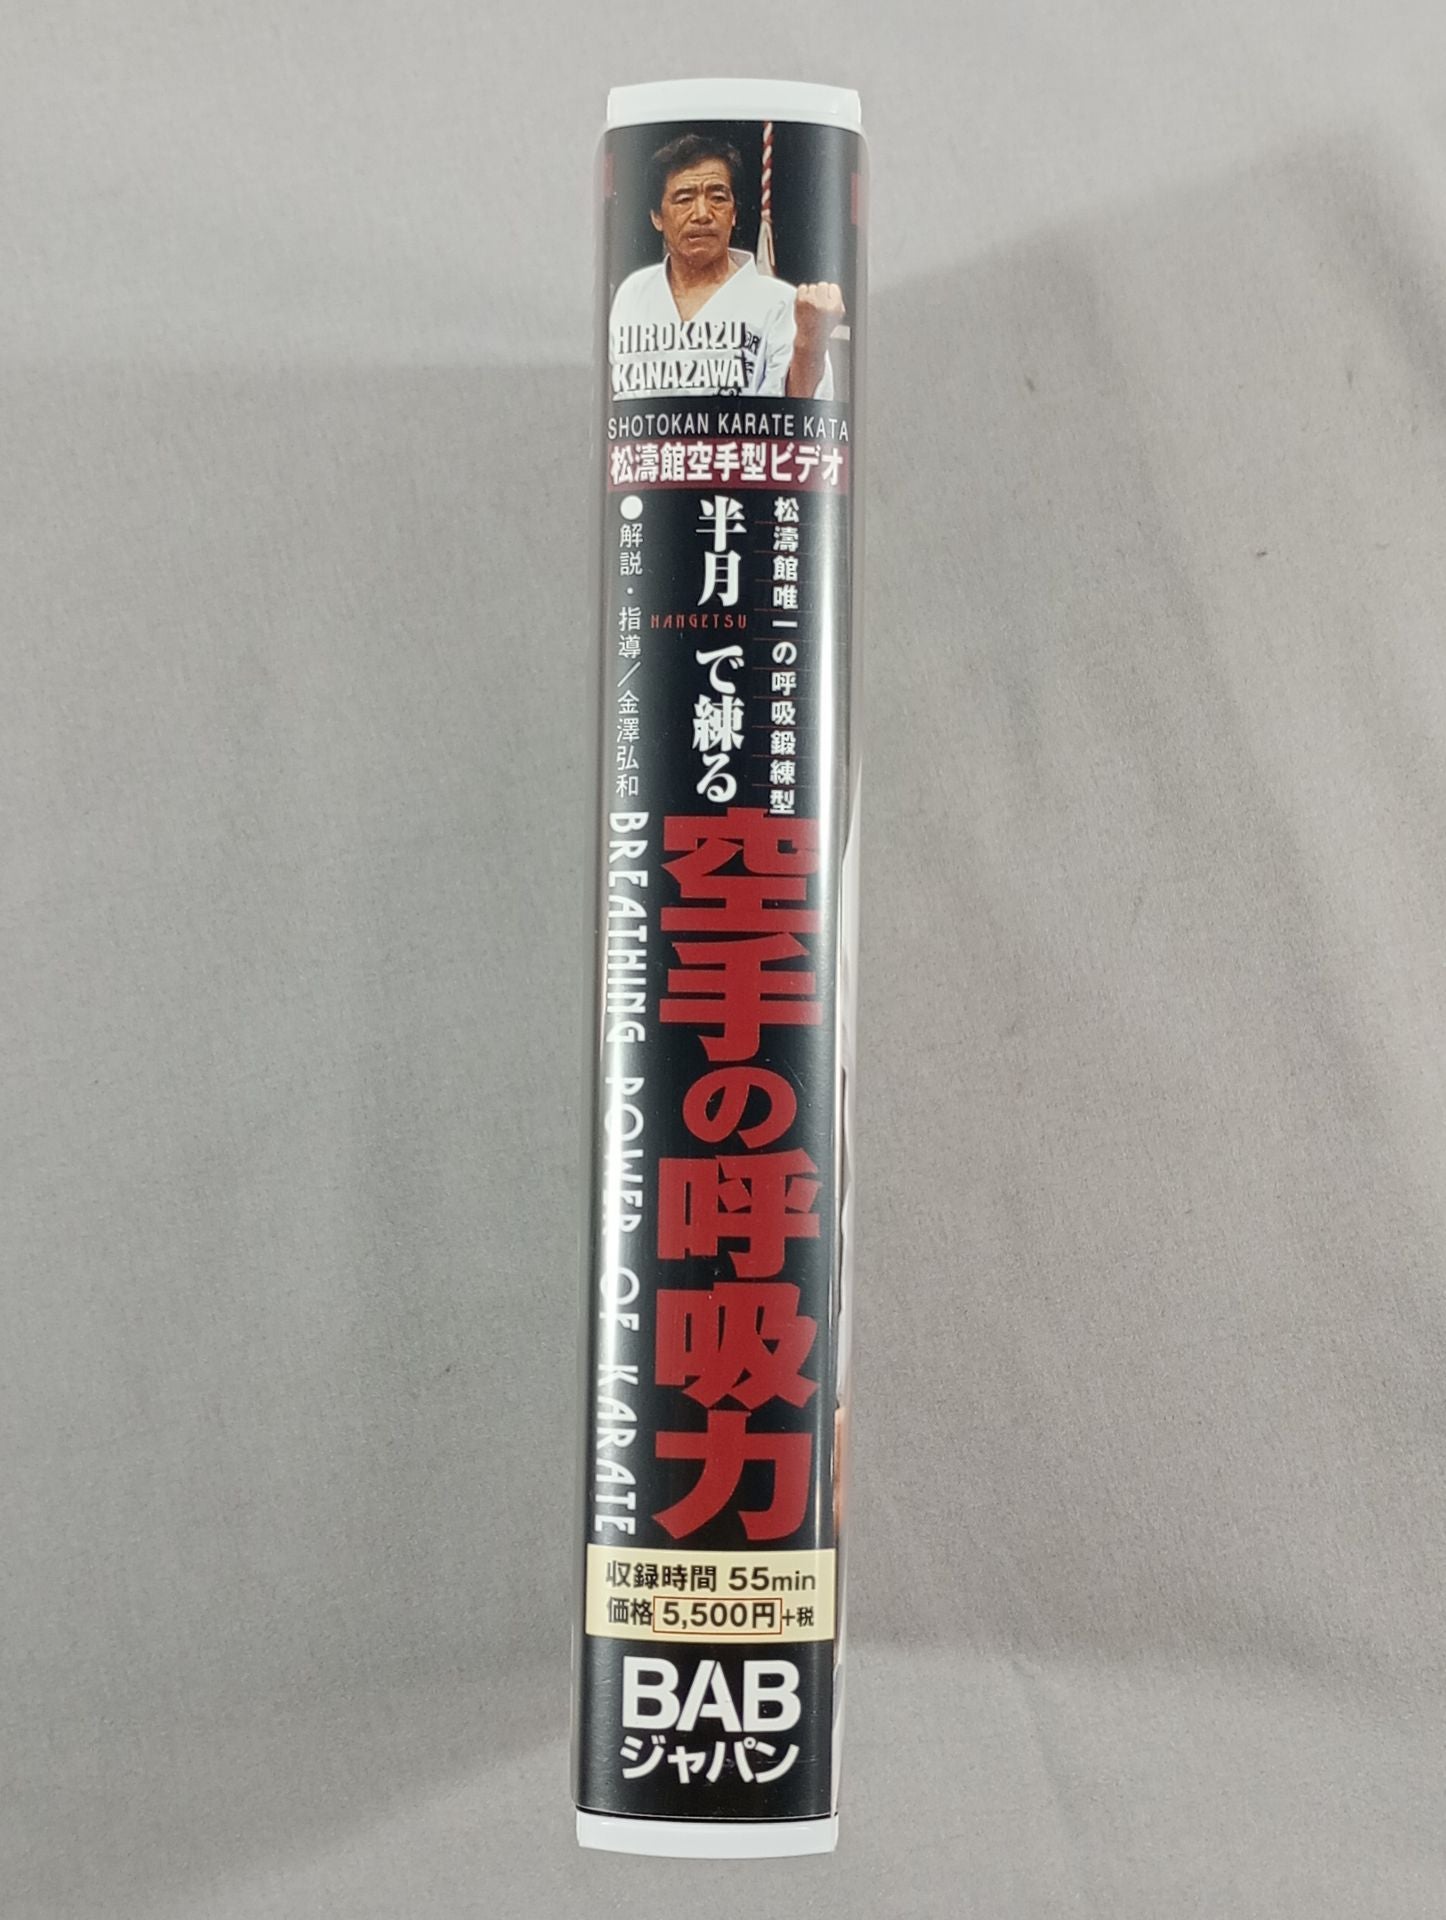 HIROKAZU
KANAZAWA
SHOTOKAN KARATE KATA
松濤館空手型ビデオ
松濤館唯一の呼吸鍛練型
半月で練る
HANGETSU
空手の呼吸力
●解説・指導／金澤弘和
BREATHING POWER OF KARATE
収録時間 55min
価格 5,500円+税
BAB
ジャパン